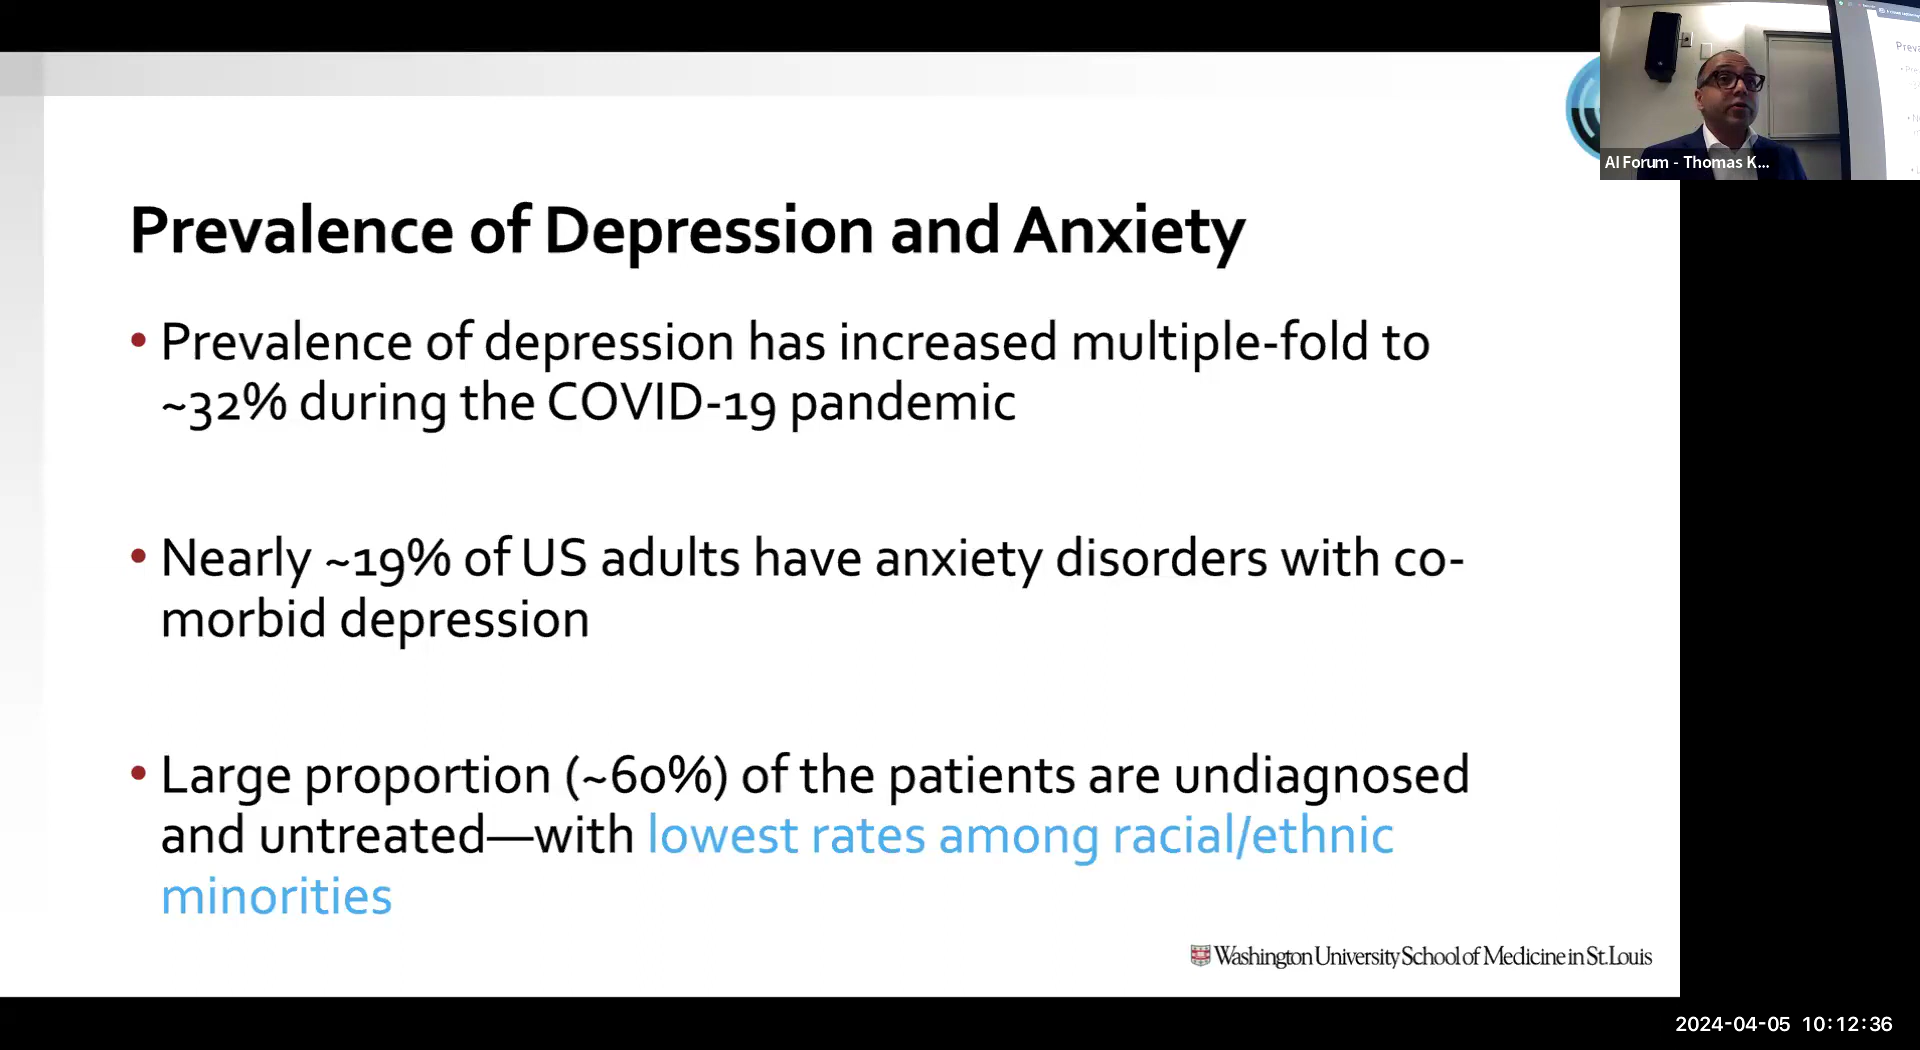 AI Forum - Thomas K...
Prevalence of Depression and Anxiety
• Prevalence of depression has increased multiple-fold to
~32% during the COVID-19 pandemic
• Nearly ~19% of US adults have anxiety disorders with co-
morbid depression
• Large proportion (~60%) of the patients are undiagnosed
and untreated—with lowest rates among racial/ethnic
minorities
Washington University School of Medicine in St. Louis
2024-04-05 10:12:36